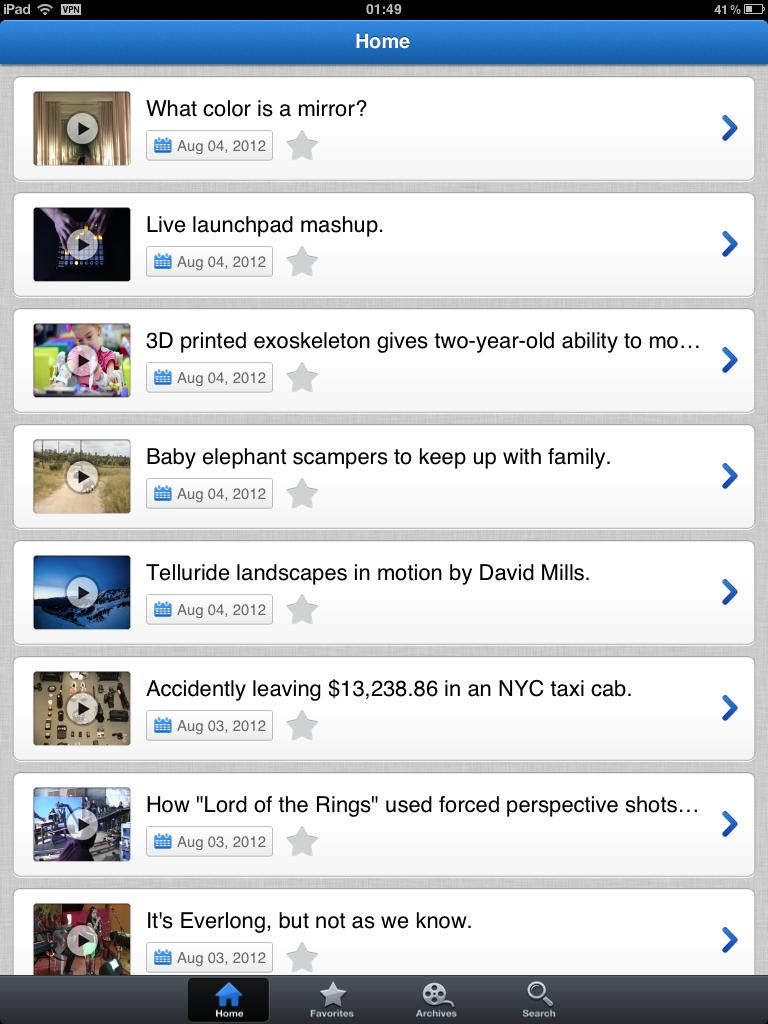 iPad VPN 01:49 41%
Home
What color is a mirror?
Aug 04, 2012
Live launchpad mashup.
Aug 04, 2012
3D printed exoskeleton gives two-year-old ability to mo…
Aug 04, 2012
Baby elephant scampers to keep up with family.
Aug 04, 2012
Telluride landscapes in motion by David Mills.
Aug 04, 2012
Accidently leaving $13,238.86 in an NYC taxi cab.
Aug 03, 2012
How "Lord of the Rings" used forced perspective shots…
Aug 03, 2012
It's Everlong, but not as we know.
Aug 03, 2012
Home Favorites Archives Search